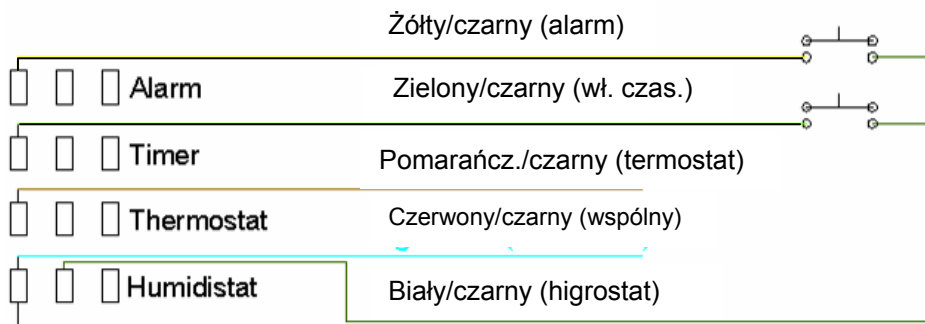 Żółty/czarny (alarm)
Alarm
Zielony/czarny (wł. czas.)
Timer
Pomarańcz./czarny (termostat)
Thermostat
Czerwony/czarny (wspólny)
Humidistat
Biały/czarny (higrostat)